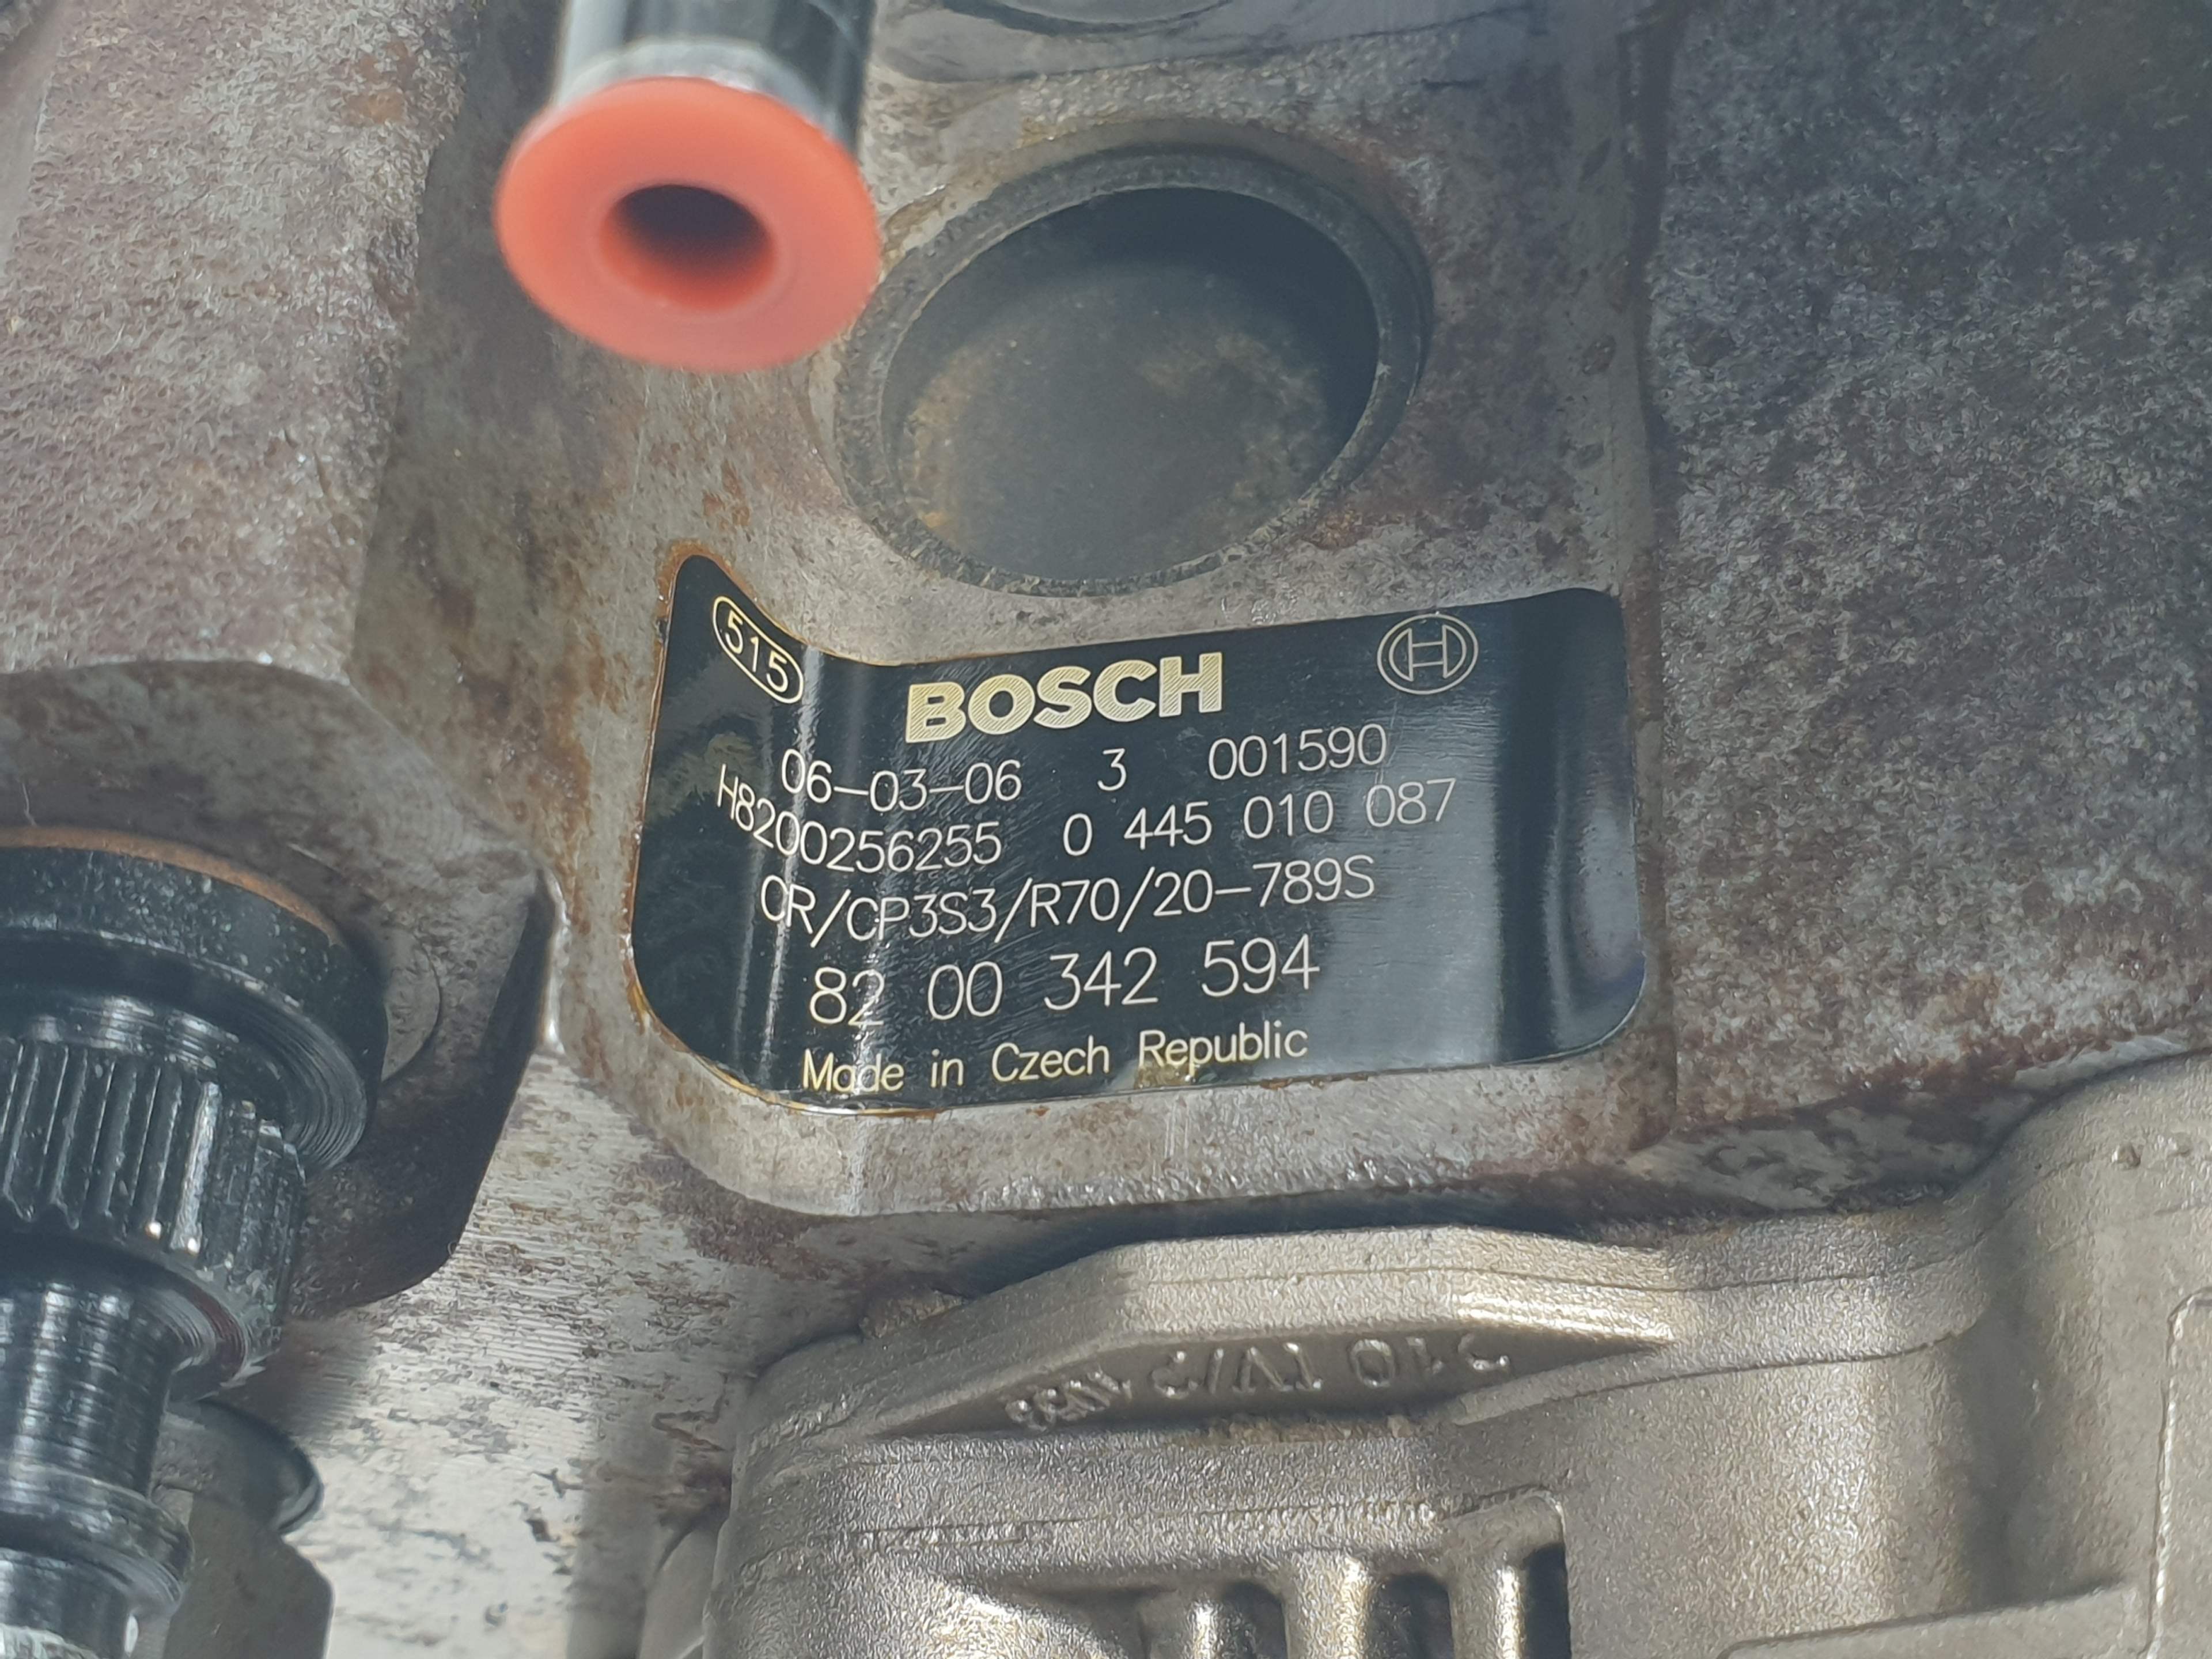 515
BOSCH
06-03-06 3 001590
H8200256255 0 445 010 087
CR/CP3S3/R70/20-789S
82 00 342 594
Made in Czech Republic